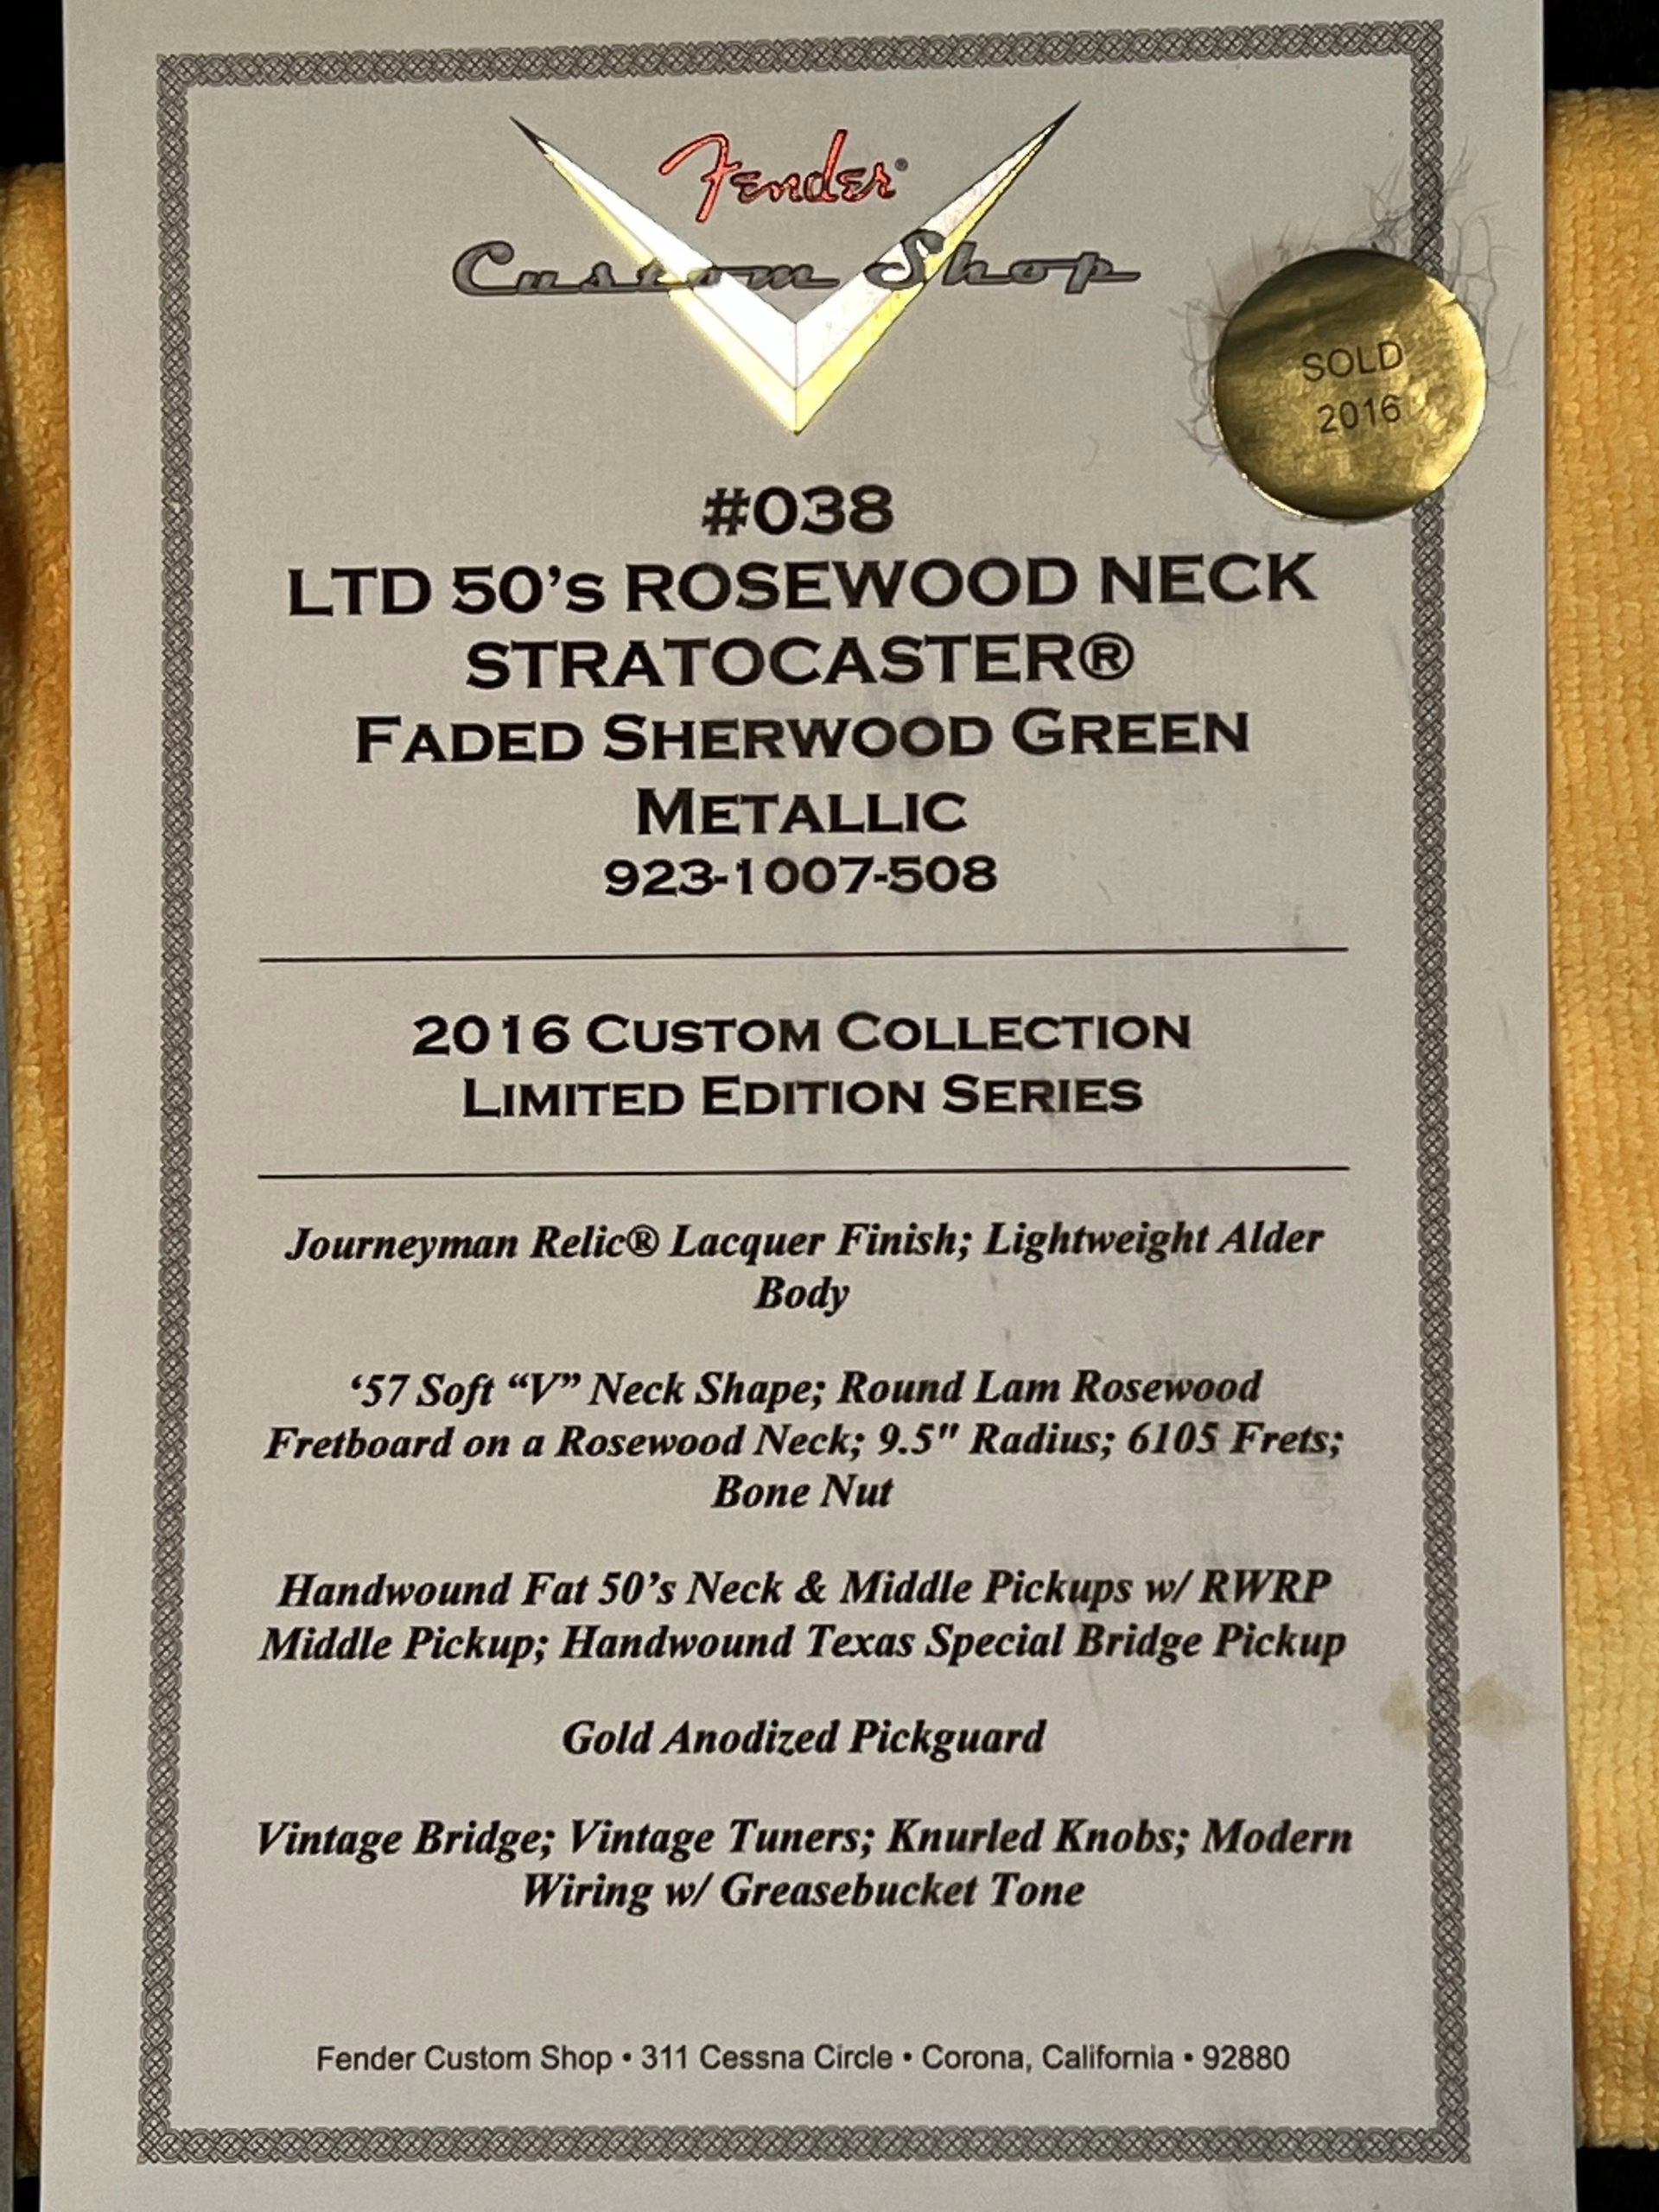 Fender®
Custom Shop
SOLD
2016
#038
LTD 50’s ROSEWOOD NECK
STRATOCASTER®
FADED SHERWOOD GREEN
METALLIC
923-1007-508
2016 CUSTOM COLLECTION
LIMITED EDITION SERIES
Journeyman Relic® Lacquer Finish; Lightweight Alder
Body
‘57 Soft “V” Neck Shape; Round Lam Rosewood
Fretboard on a Rosewood Neck; 9.5" Radius; 6105 Frets;
Bone Nut
Handwound Fat 50’s Neck & Middle Pickups w/ RWRP
Middle Pickup; Handwound Texas Special Bridge Pickup
Gold Anodized Pickguard
Vintage Bridge; Vintage Tuners; Knurled Knobs; Modern
Wiring w/ Greasebucket Tone
Fender Custom Shop • 311 Cessna Circle • Corona, California • 92880